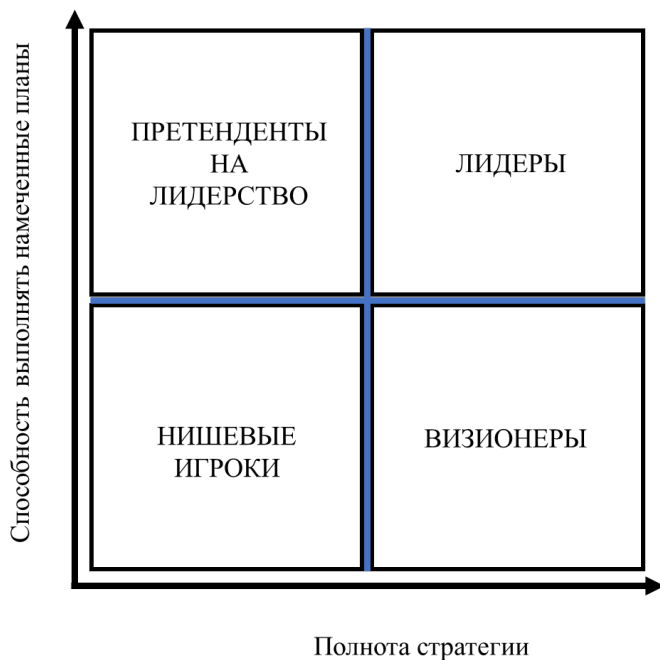 Способность выполнять намеченные планы
ПРЕТЕНДЕНТЫ
НА
ЛИДЕРСТВО
ЛИДЕРЫ
НИШЕВЫЕ
ИГРОКИ
ВИЗИОНЕРЫ
Полнота стратегии